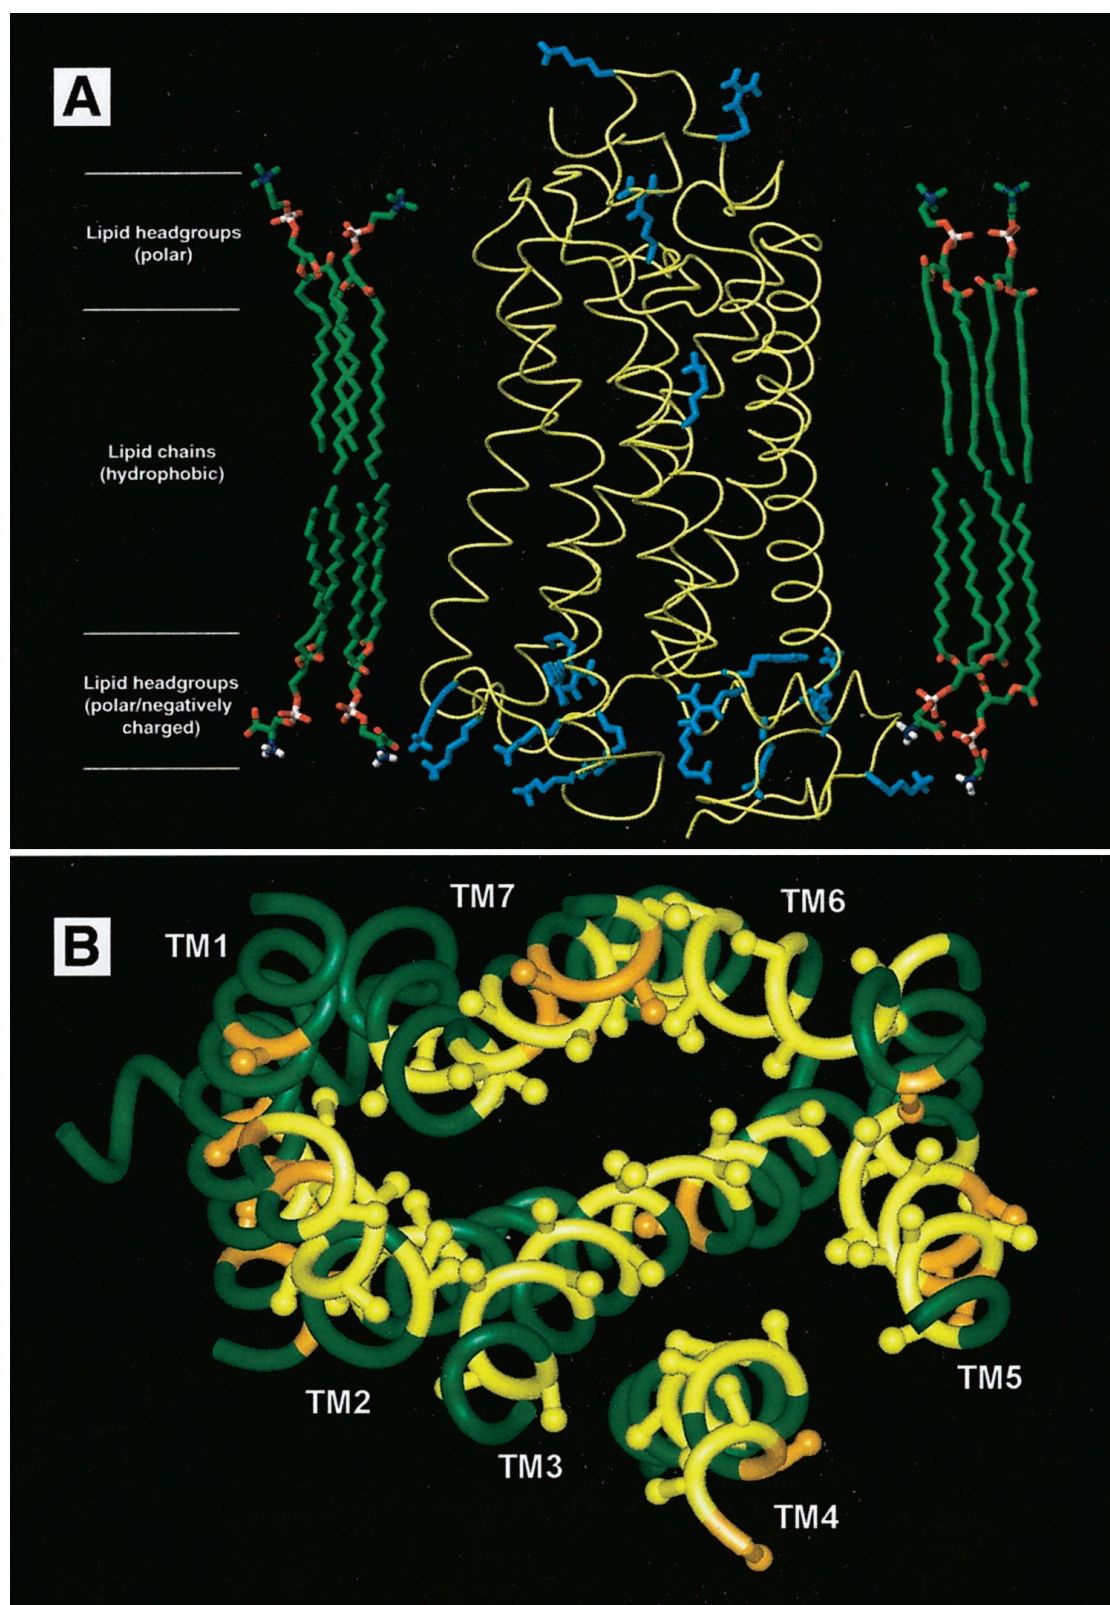 A
Lipid headgroups
(polar)
Lipid chains
(hydrophobic)
Lipid headgroups
(polar/negatively
charged)
B
TM7
TM6
TM1
TM5
TM2
TM3
TM4